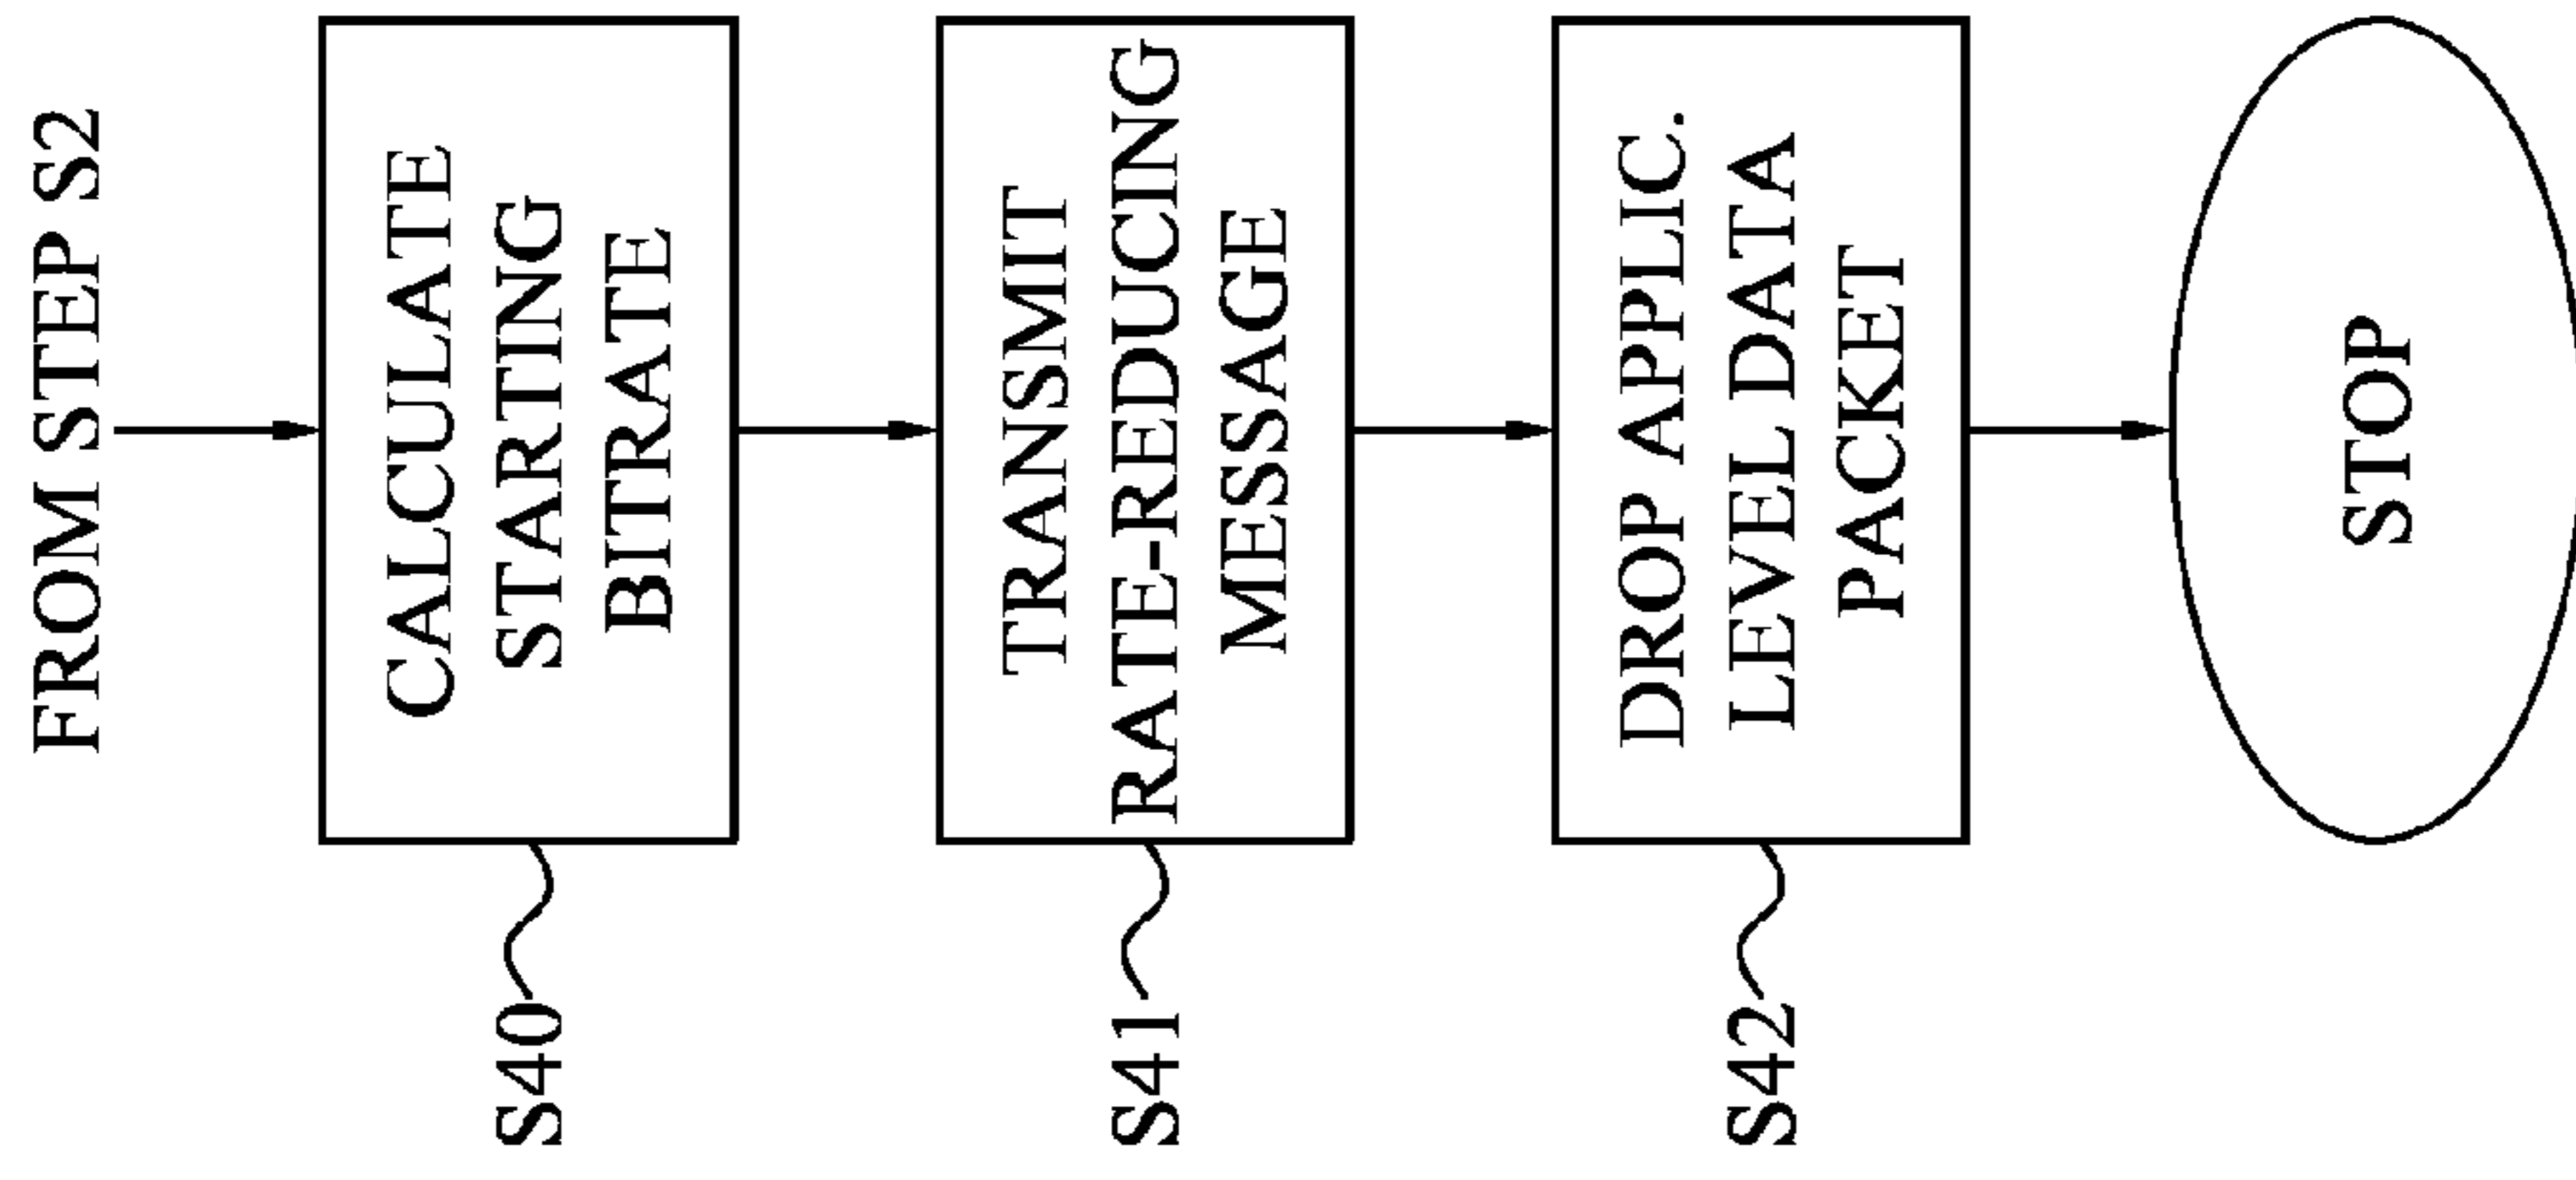 FROM STEP S2
CALCULATE
STARTING
BITRATE
S40
TRANSMIT
RATE-REDUCING
MESSAGE
S41
DROP APPLIC.
LEVEL DATA
PACKET
S42
STOP